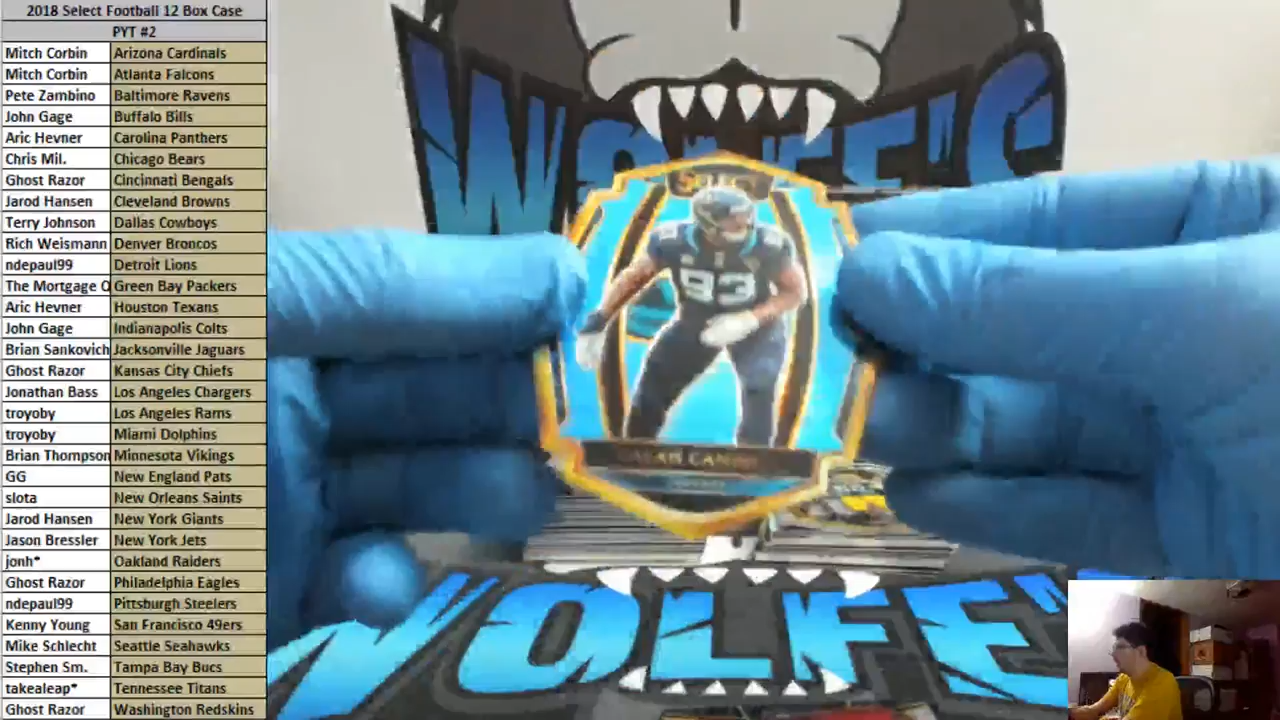 2018 Select Football 12 Box Case
PYT #2
Mitch Corbin Arizona Cardinals
Mitch Corbin Atlanta Falcons
Pete Zambino Baltimore Ravens
John Gage Buffalo Bills
Aric Hevner Carolina Panthers
Chris Mil. Chicago Bears
Ghost Razor Cincinnati Bengals
Jarod Hansen Cleveland Browns
Terry Johnson Dallas Cowboys
Rich Weismann Denver Broncos
ndepaul99 Detroit Lions
The Mortgage Green Bay Packers
Aric Hevner Houston Texans
John Gage Indianapolis Colts
Brian Sankovich Jacksonville Jaguars
Ghost Razor Kansas City Chiefs
Jonathan Bass Los Angeles Chargers
troyoby Los Angeles Rams
troyoby Miami Dolphins
Brian Thompson Minnesota Vikings
GG New England Pats
slota New Orleans Saints
Jarod Hansen New York Giants
Jason Bressler New York Jets
jonh* Oakland Raiders
Ghost Razor Philadelphia Eagles
ndepaul99 Pittsburgh Steelers
Kenny Young San Francisco 49ers
Mike Schlecht Seattle Seahawks
Stephen Sm. Tampa Bay Bucs
takealeap* Tennessee Titans
Ghost Razor Washington Redskins
WOLFE'S
SELECT
93
WOLFE'